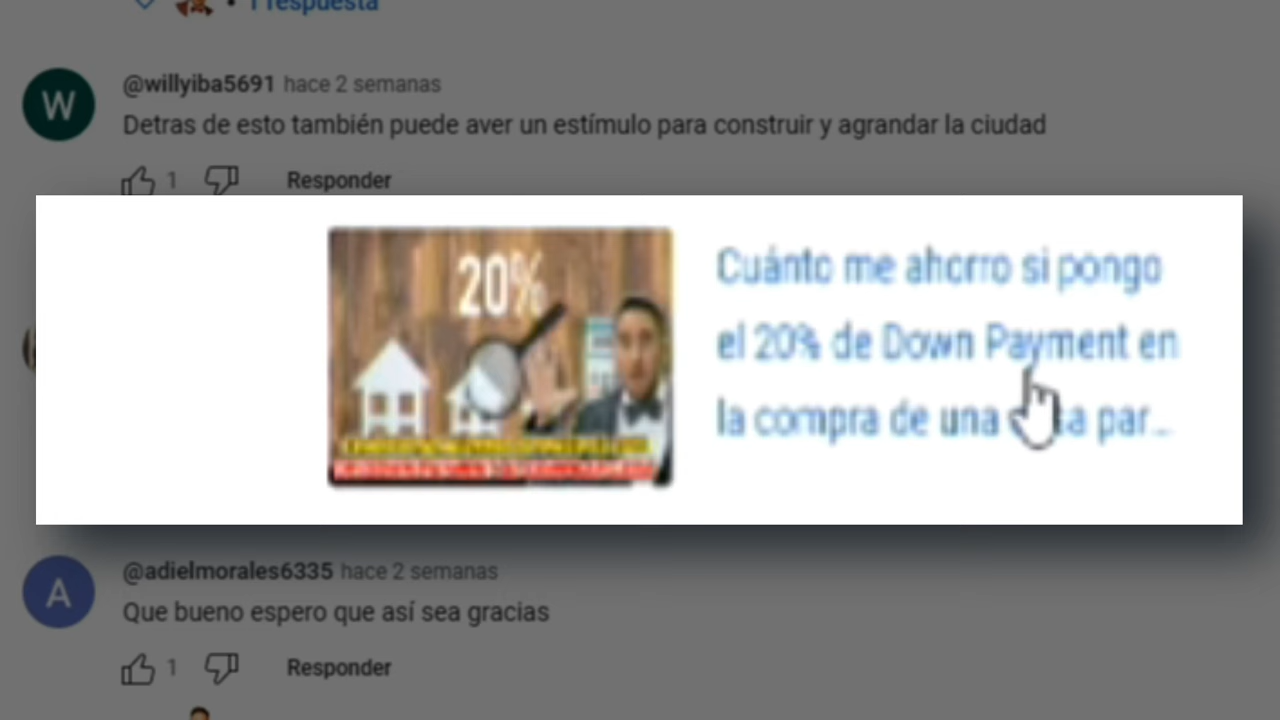 1 respuesta
@willyiba5691 hace 2 semanas
Detras de esto también puede aver un estímulo para construir y agrandar la ciudad
1 Responder
20%
Cuánto me ahorro si pongo
el 20% de Down Payment en
la compra de una par...
@adielmorales6335 hace 2 semanas
Que bueno espero que así sea gracias
1 Responder